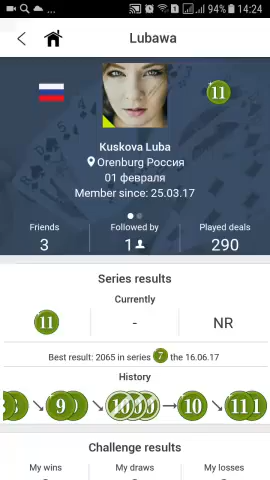 94% 14:24
Lubawa
11
Kuskova Luba
Orenburg Россия
01 февраля
Member since: 25.03.17
Friends Followed by Played deals
3 1 290
Series results
Currently
11 - NR
Best result: 2065 in series 7 the 16.06.17
History
9 10 10 11
Challenge results
My wins My draws My losses